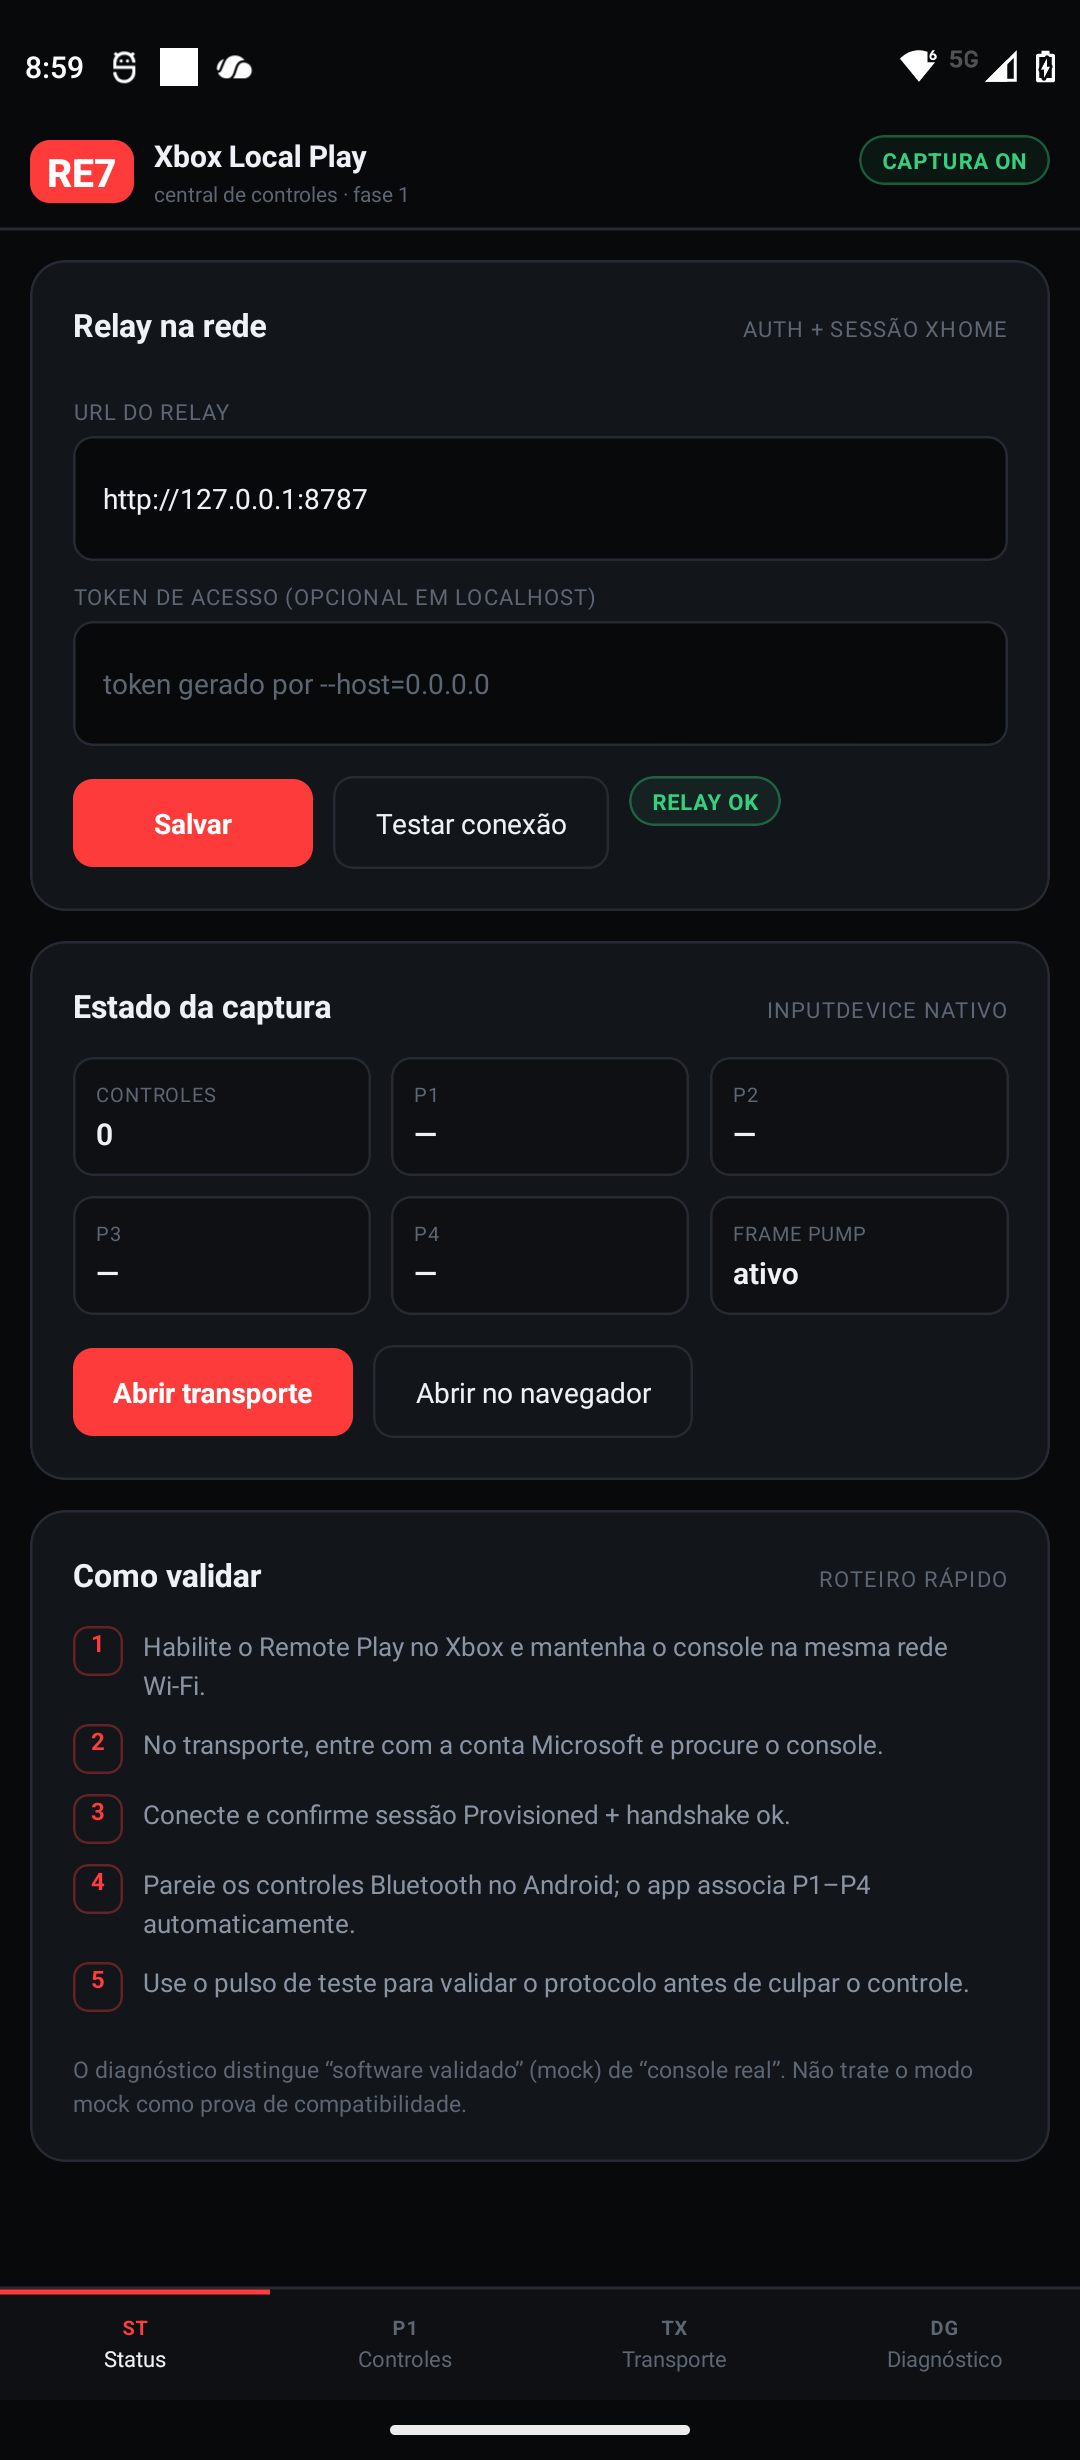 8:59
6
5G
RE7
Xbox Local Play
central de controles · fase 1
CAPTURA ON
Relay na rede
AUTH + SESSÃO XHOME
URL DO RELAY
http://127.0.0.1:8787
TOKEN DE ACESSO (OPCIONAL EM LOCALHOST)
token gerado por --host=0.0.0.0
Salvar
Testar conexão
RELAY OK
Estado da captura
INPUTDEVICE NATIVO
CONTROLES
0
P1
—
P2
—
P3
—
P4
—
FRAME PUMP
ativo
Abrir transporte
Abrir no navegador
Como validar
ROTEIRO RÁPIDO
1
Habilite o Remote Play no Xbox e mantenha o console na mesma rede
Wi-Fi.
2
No transporte, entre com a conta Microsoft e procure o console.
3
Conecte e confirme sessão Provisioned + handshake ok.
4
Pareie os controles Bluetooth no Android; o app associa P1–P4
automaticamente.
5
Use o pulso de teste para validar o protocolo antes de culpar o controle.
O diagnóstico distingue “software validado” (mock) de “console real”. Não trate o modo
mock como prova de compatibilidade.
ST
Status
P1
Controles
TX
Transporte
DG
Diagnóstico